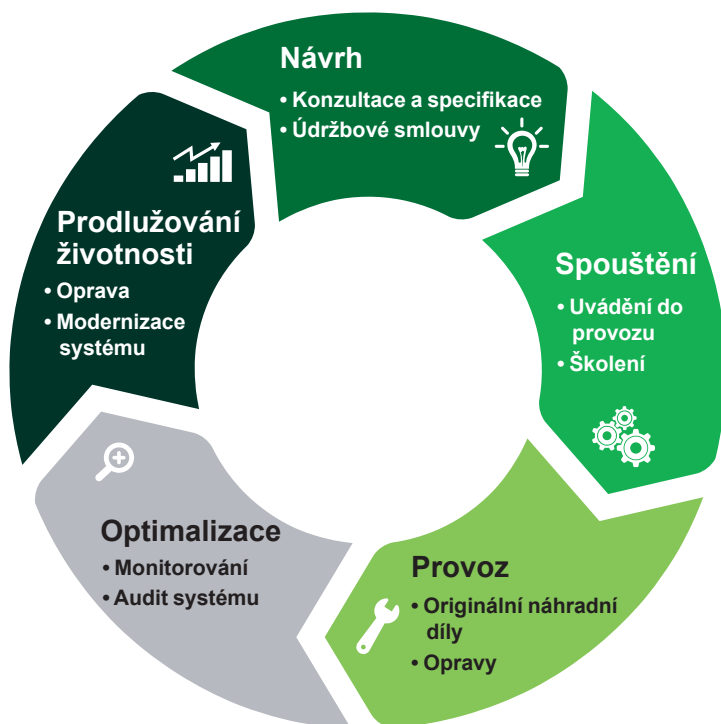 Návrh
• Konzultace a specifikace
• Údržbové smlouvy
Spouštění
• Uvádění do
provozu
• Školení
Provoz
• Originální náhradní
díly
• Opravy
Optimalizace
• Monitorování
• Audit systému
Prodlužování
životnosti
• Oprava
• Modernizace
systému